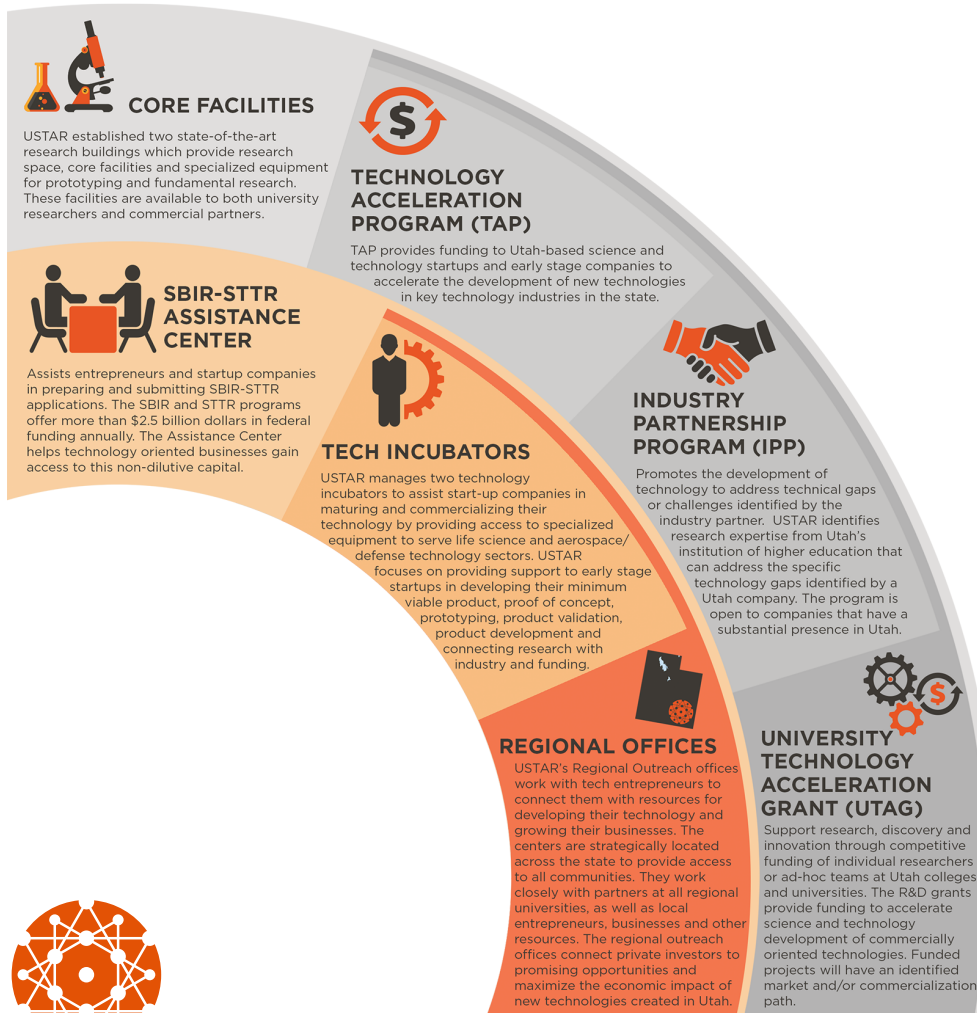 CORE FACILITIES
USTAR established two state-of-the-art
research buildings which provide research
space, core facilities and specialized equipment
for prototyping and fundamental research.
These facilities are available to both university
researchers and commercial partners.
$
TECHNOLOGY
ACCELERATION
PROGRAM (TAP)
TAP provides funding to Utah-based science and
technology startups and early stage companies to
accelerate the development of new technologies
in key technology industries in the state.
SBIR-STTR
ASSISTANCE
CENTER
Assists entrepreneurs and startup companies
in preparing and submitting SBIR-STTR
applications. The SBIR and STTR programs
offer more than $2.5 billion dollars in federal
funding annually. The Assistance Center
helps technology oriented businesses gain
access to this non-dilutive capital.
TECH INCUBATORS
USTAR manages two technology
incubators to assist start-up companies in
maturing and commercializing their
technology by providing access to specialized
equipment to serve life science and aerospace/
defense technology sectors. USTAR
focuses on providing support to early stage
startups in developing their minimum
viable product, proof of concept,
prototyping, product validation,
product development and
connecting research with
industry and funding.
INDUSTRY
PARTNERSHIP
PROGRAM (IPP)
Promotes the development of
technology to address technical gaps
or challenges identified by the
industry partner. USTAR identifies
research expertise from Utah's
institution of higher education that
can address the specific
technology gaps identified by a
Utah company. The program is
open to companies that have a
substantial presence in Utah.
REGIONAL OFFICES
USTAR's Regional Outreach offices
work with tech entrepreneurs to
connect them with resources for
developing their technology and
growing their businesses. The
centers are strategically located
across the state to provide access
to all communities. They work
closely with partners at all regional
universities, as well as local
entrepreneurs, businesses and other
resources. The regional outreach
offices connect private investors to
promising opportunities and
maximize the economic impact of
new technologies created in Utah.
$
UNIVERSITY
TECHNOLOGY
ACCELERATION
GRANT (UTAG)
Support research, discovery and
innovation through competitive
funding of individual researchers
or ad-hoc teams at Utah colleges
and universities. The R&D grants
provide funding to accelerate
science and technology
development of commercially
oriented technologies. Funded
projects will have an identified
market and/or commercialization
path.